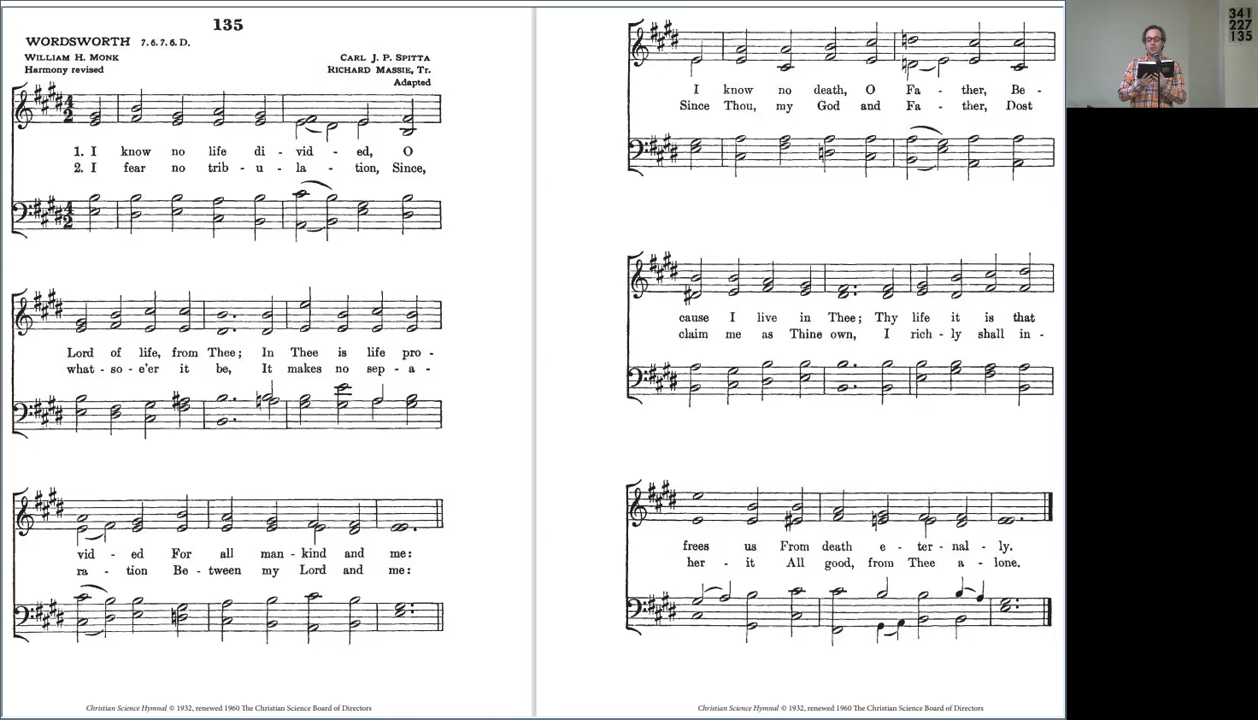 135
WORDSWORTH 7. 6. 7. 6. D.
WILLIAM H. MONK
Harmony revised
CARL J. P. SPITTA
RICHARD MASSIE, Tr.
Adapted
1. I know no life di - vid - ed, O
2. I fear no trib - u - la - tion, Since,
Lord of life, from Thee; In Thee is life pro -
what - so - e'er it be, It makes no sep - a -
vid - ed For all man - kind and me:
ra - tion Be - tween my Lord and me:
Christian Science Hymnal © 1932, renewed 1960 The Christian Science Board of Directors
I know no death, O Fa - ther, Be -
Since Thou, my God and Fa - ther, Dost
cause I live in Thee; Thy life it is that
claim me as Thine own, I rich - ly shall in -
frees us From death e - ter - nal - ly.
her - it All good, from Thee a - lone.
Christian Science Hymnal © 1932, renewed 1960 The Christian Science Board of Directors
341
227
135